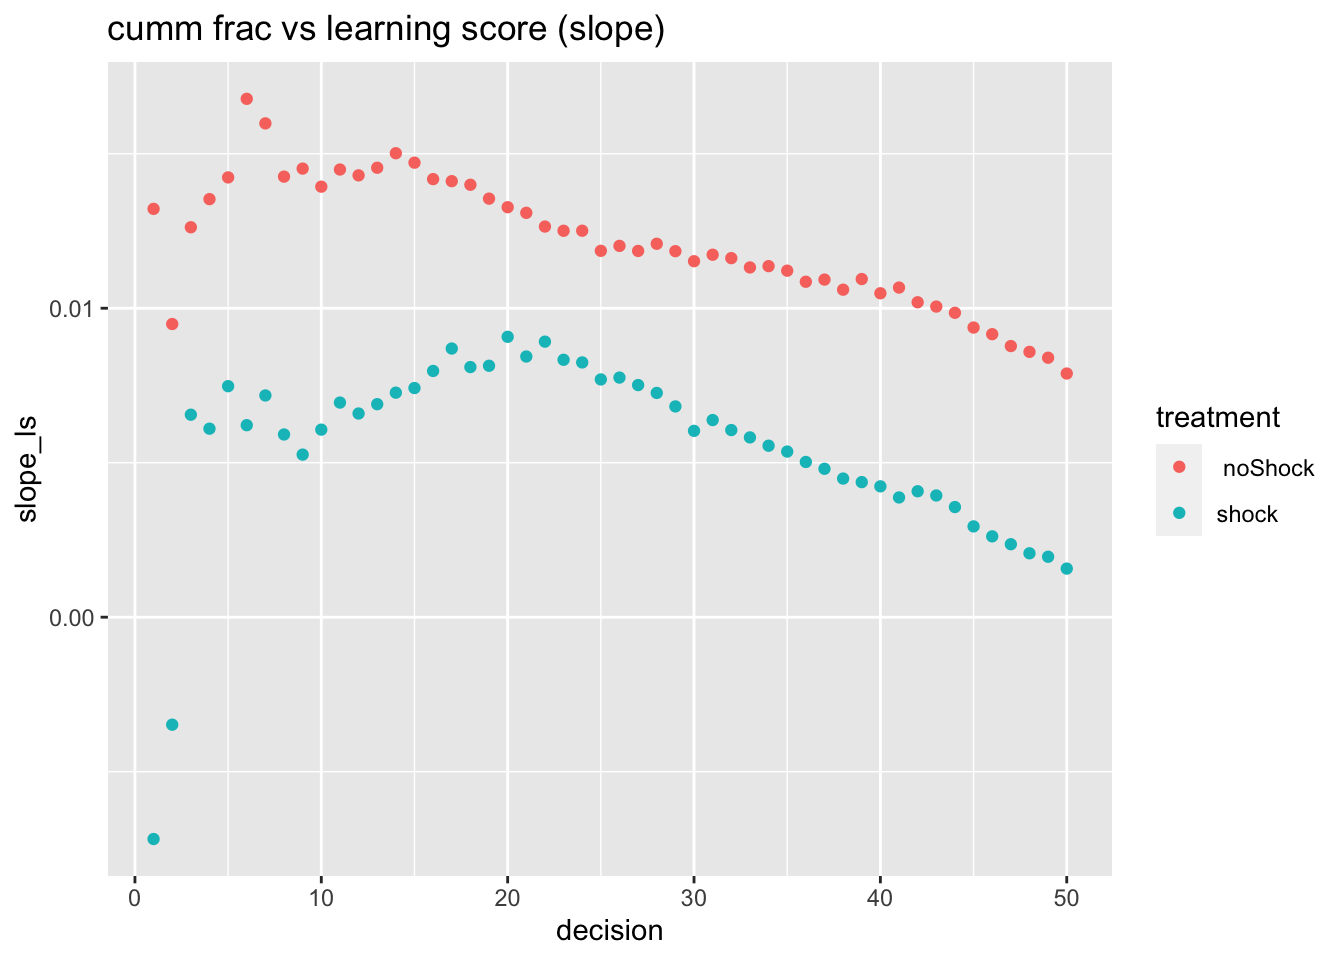 cumm frac vs learning score (slope)
slope_ls
0.01
0.00
0 10 20 30 40 50
decision
treatment
noShock
shock